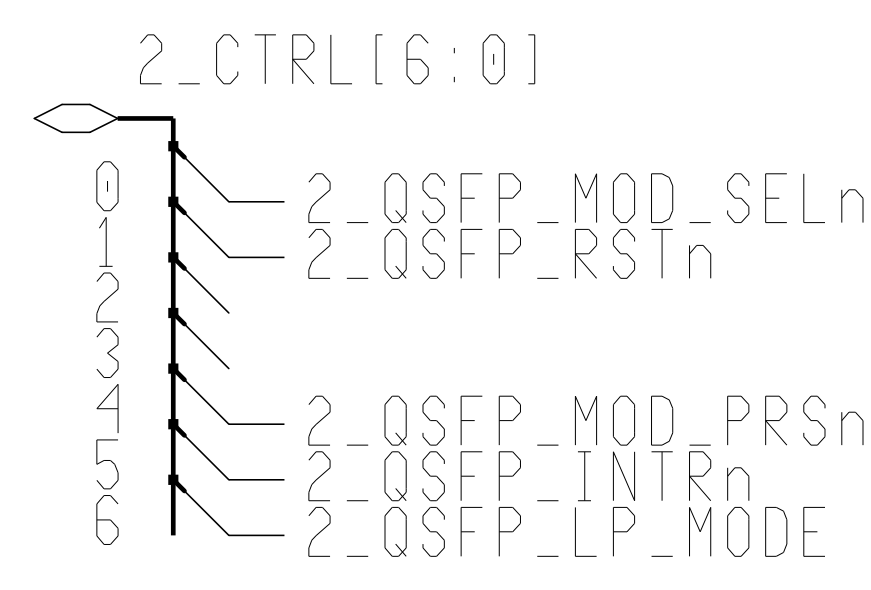 2_CTRL[6:0]
0
2_QSFP_MOD_SELn
1
2_QSFP_RSTn
2
3
4
2_QSFP_MOD_PRSn
5
2_QSFP_INTRn
6
2_QSFP_LP_MODE